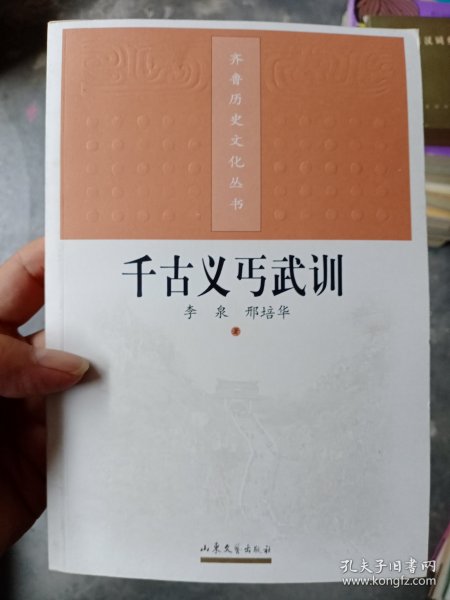 齐鲁历史文化丛书
千古义丐武训
李泉 邢培华
著
山东文艺出版社
孔夫子旧书网
www.kongfz.com